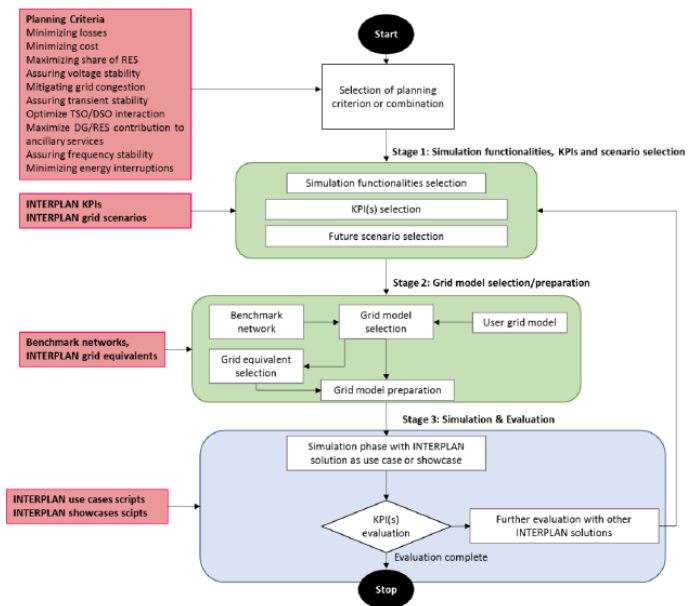 Planning Criteria
Minimizing losses
Minimizing cost
Maximizing share of RES
Assuring voltage stability
Mitigating grid congestion
Assuring transient stability
Optimize TSO/DSO interaction
Maximize DG/RES contribution to
ancillary services
Assuring frequency stability
Minimizing energy interruptions
Start
Selection of planning
criterion or combination
Stage 1: Simulation functionalities, KPIs and scenario selection
INTERPLAN KPIs
INTERPLAN grid scenarios
Simulation functionalities selection
KPI(s) selection
Future scenario selection
Stage 2: Grid model selection/preparation
Benchmark networks,
INTERPLAN grid equivalents
Benchmark
network
Grid model
selection
User grid model
Grid equivalent
selection
Grid model preparation
Stage 3: Simulation & Evaluation
INTERPLAN use cases scripts
INTERPLAN showcases scipts
Simulation phase with INTERPLAN
solution as use case or showcase
KPI(s)
evaluation
Further evaluation with other
INTERPLAN solutions
Evaluation complete
Stop